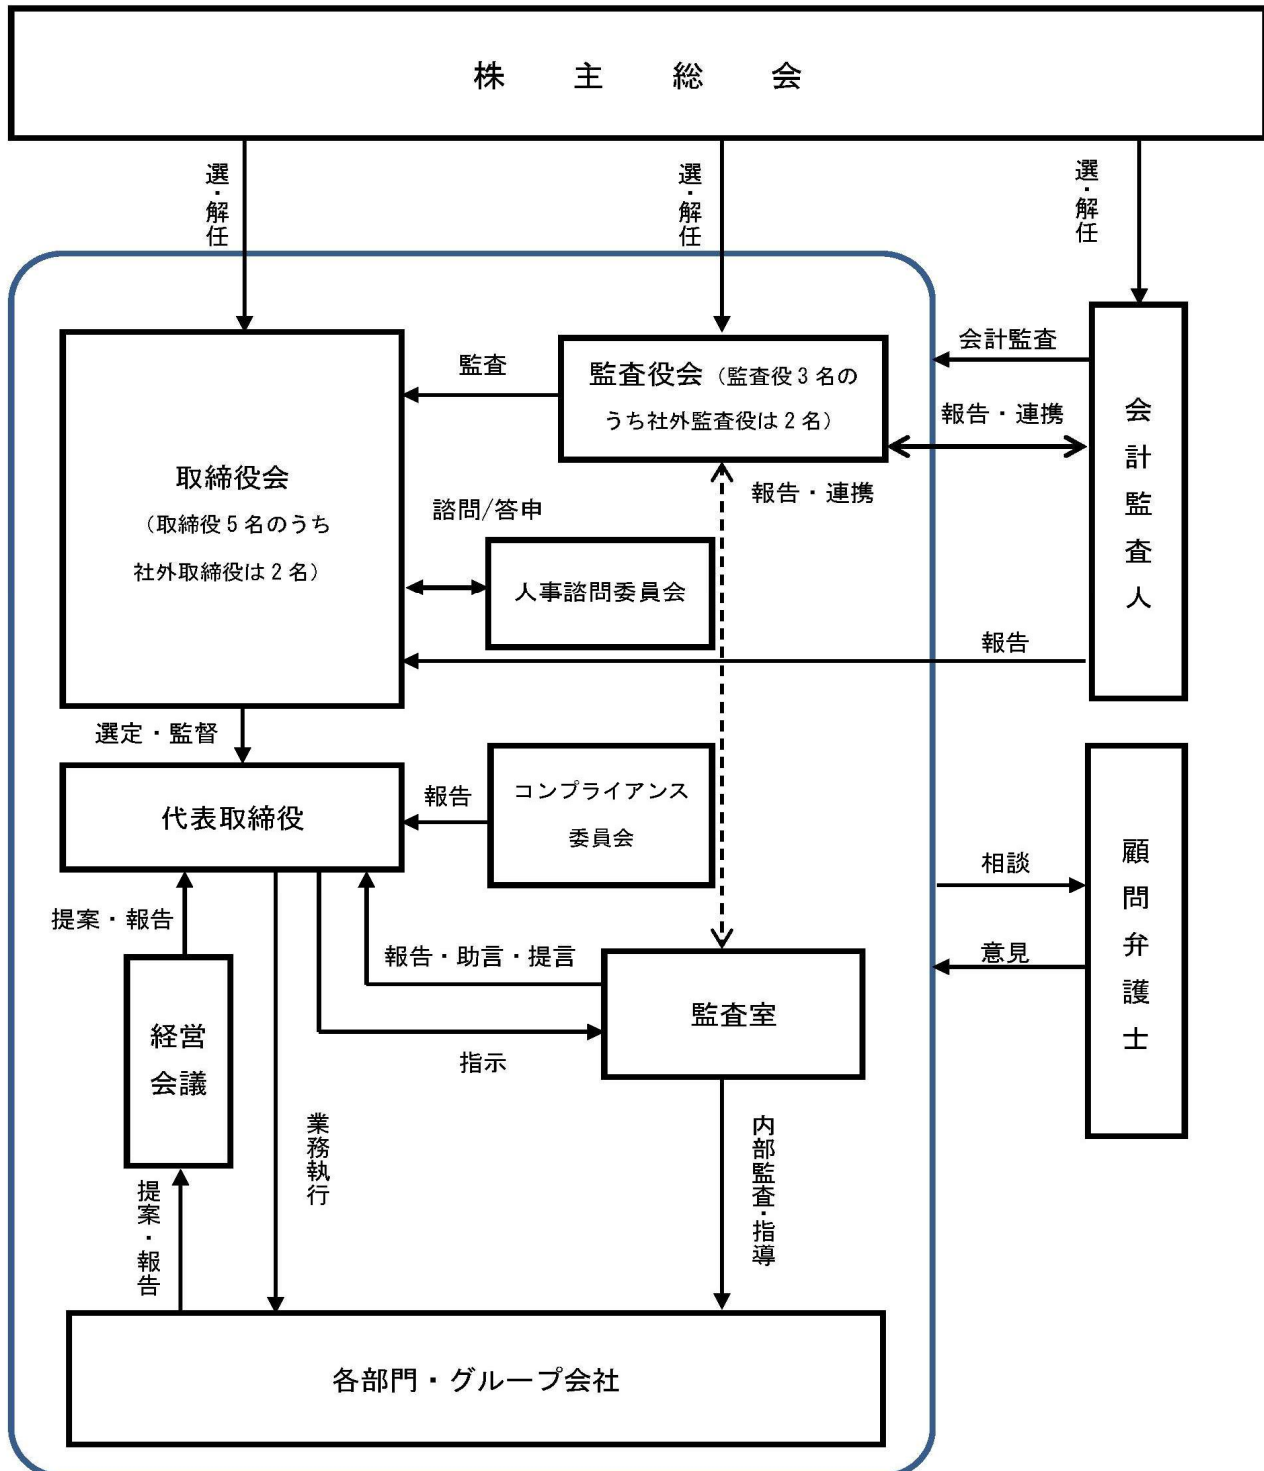 株主総会
選・解任
選・解任
選・解任
監査
監査役会（監査役3名の
うち社外監査役は2名）
会計監査
報告・連携
会計監査人
取締役会
（取締役5名のうち
社外取締役は2名）
諮問/答申
報告・連携
人事諮問委員会
報告
選定・監督
代表取締役
報告
コンプライアンス
委員会
相談
意見
顧問弁護士
提案・報告
報告・助言・提言
監査室
指示
経営
会議
業務執行
内部監査・指導
提案・報告
各部門・グループ会社